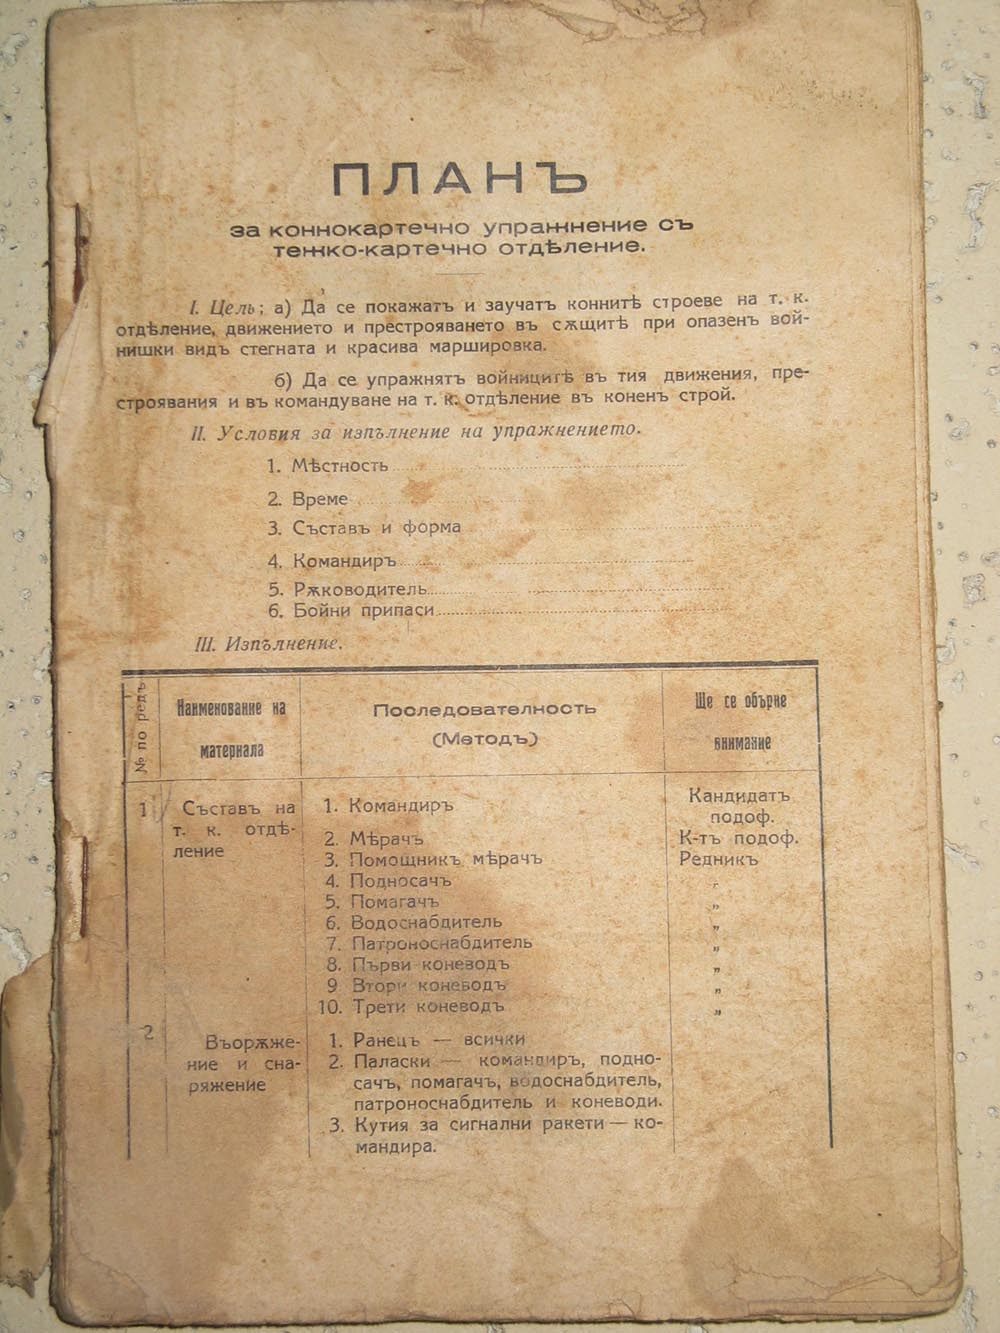 ПЛАНЪ
за коннокартечно упражнение съ
тежко-картечно отдѣление.
I. Цель; а) Да се покажатъ и заучатъ коннитѣ строеве на т. к.
отдѣление, движението и престрояването въ сѫщитѣ при опазенъ вой-
нишки видъ стегната и красива маршировка.
б) Да се упражнятъ войницитѣ въ тия движения, пре-
строявания и въ командуване на т. к. отдѣление въ коненъ строй.
II. Условия за изпълнение на упражнението.
1. Мѣстность
2. Време
3. Съставъ и форма
4. Командиръ
5. Рѫководитель
6. Бойни припаси
III. Изпълнение.
№ по редъ
Наименование на
материала
Последователность
(Методъ)
Ще се обърне
внимание
1
Съставъ на
т. к. отдѣ-
ление
1. Командиръ
Кандидатъ
подоф.
2. Мѣрачъ
К-тъ подоф.
3. Помощникъ мѣрачъ
Редникъ
4. Подносачъ
„
5. Помагачъ
„
6. Водоснабдитель
„
7. Патроноснабдитель
„
8. Първи коневодъ
„
9 Втори коневодъ
„
10. Трети коневодъ
„
2
Въорѫже-
ние и сна-
ряжение
1. Ранецъ — всички
2. Паласки — командиръ, подно-
сачъ, помагачъ, водоснабдитель,
патроноснабдитель и коневоди.
3. Кутия за сигнални ракети — ко-
мандира.